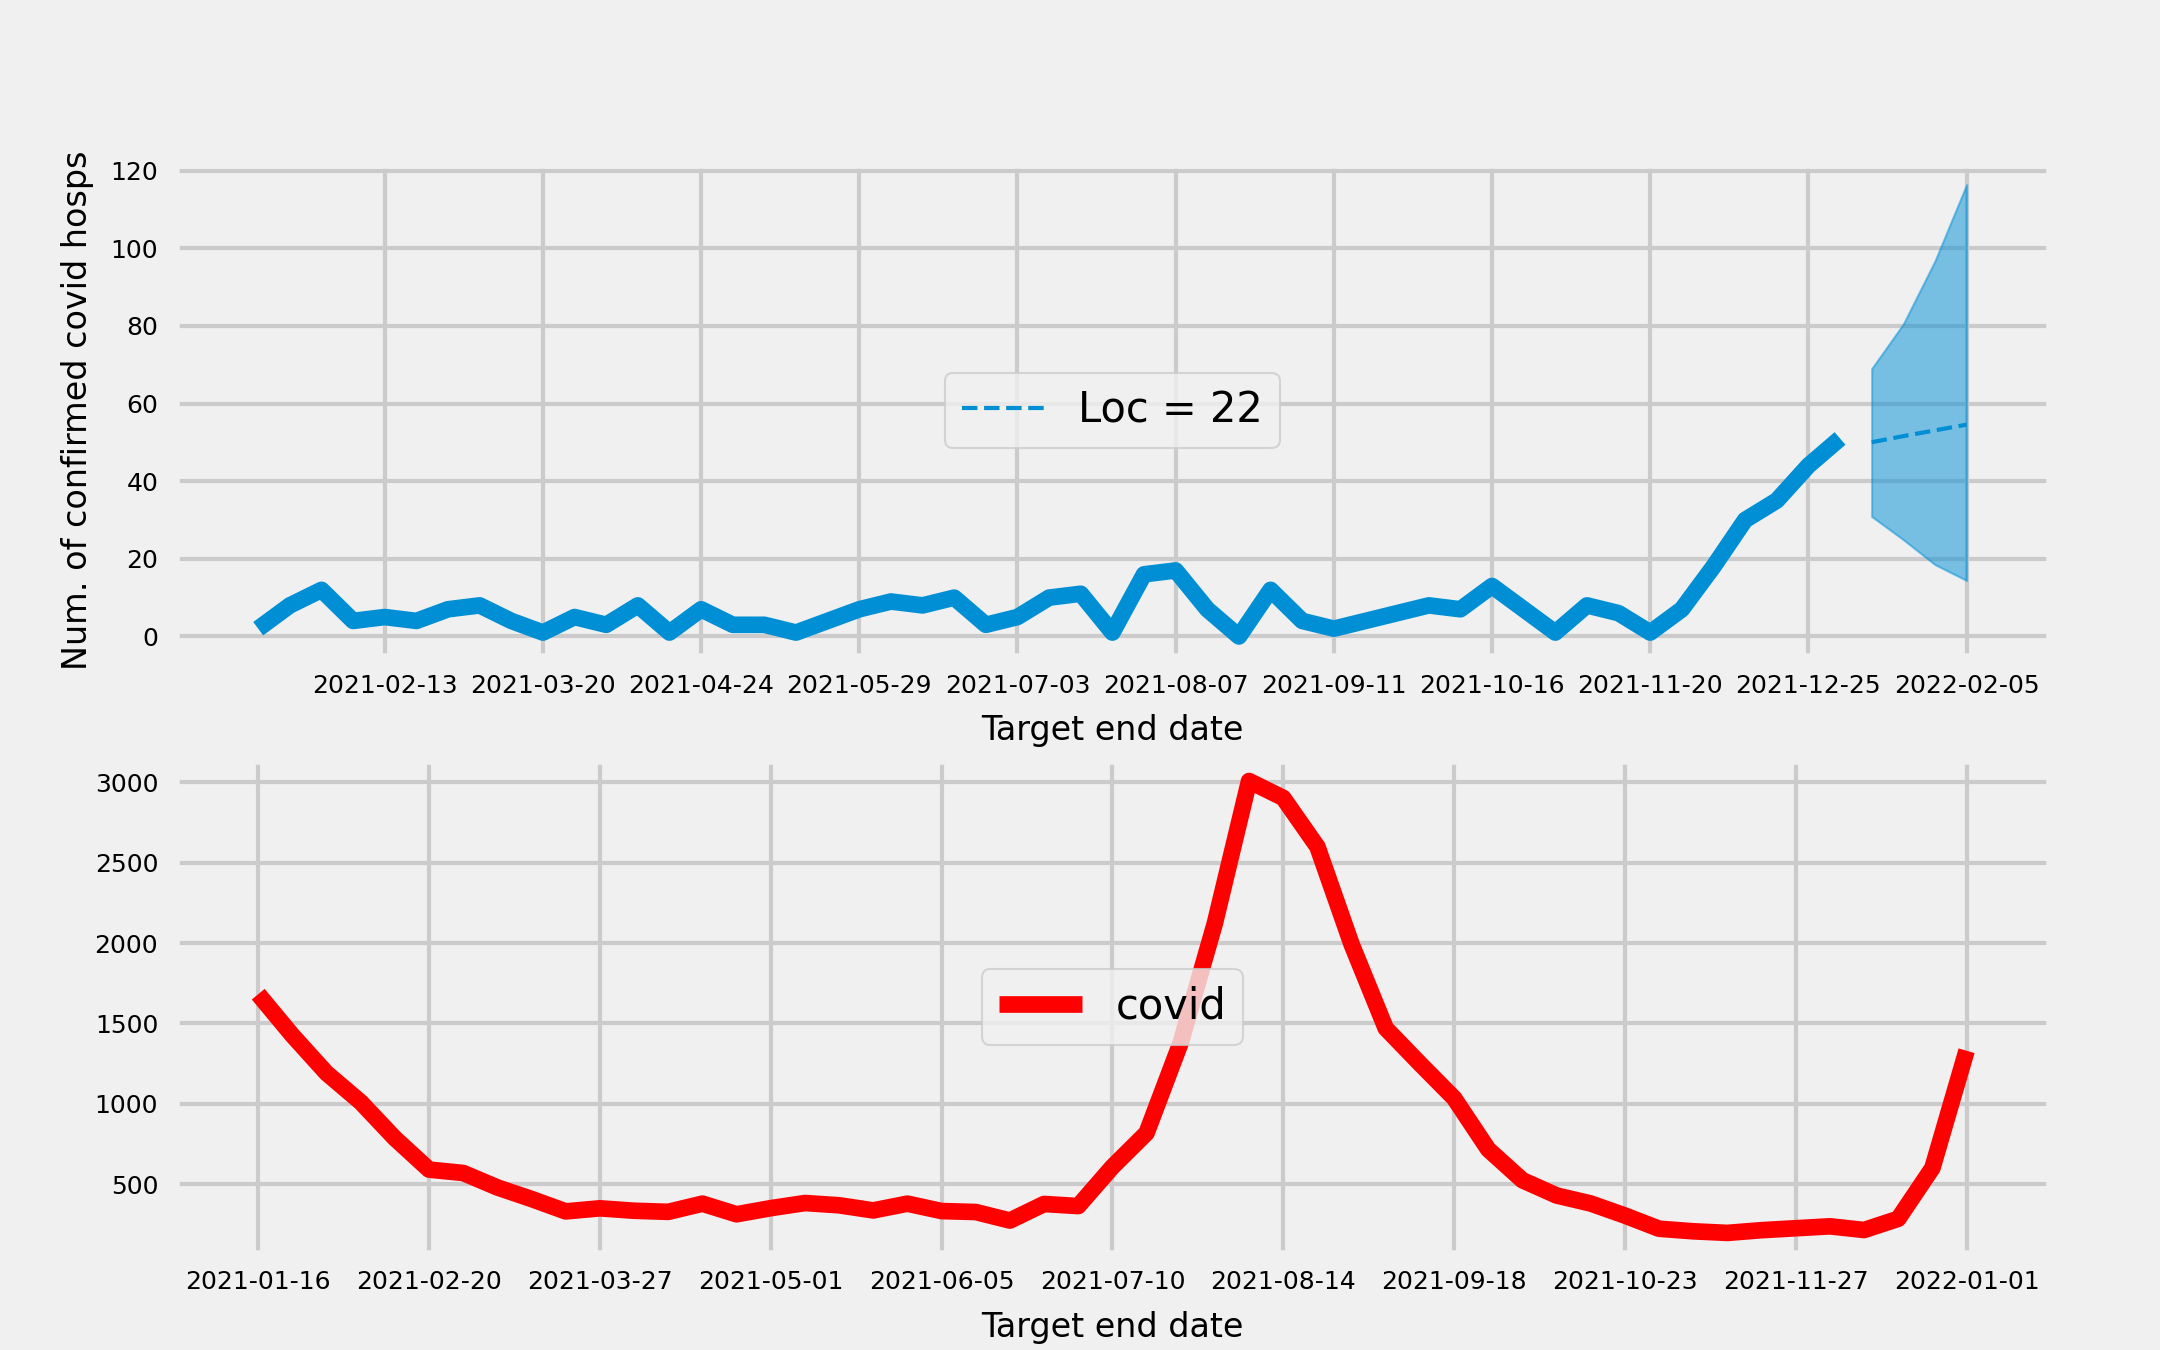 Num. of confirmed covid hosps
120
100
80
60
40
20
0
Loc = 22
2021-02-13 2021-03-20 2021-04-24 2021-05-29 2021-07-03 2021-08-07 2021-09-11 2021-10-16 2021-11-20 2021-12-25 2022-02-05
Target end date
3000
2500
2000
1500
1000
500
covid
2021-01-16 2021-02-20 2021-03-27 2021-05-01 2021-06-05 2021-07-10 2021-08-14 2021-09-18 2021-10-23 2021-11-27 2022-01-01
Target end date